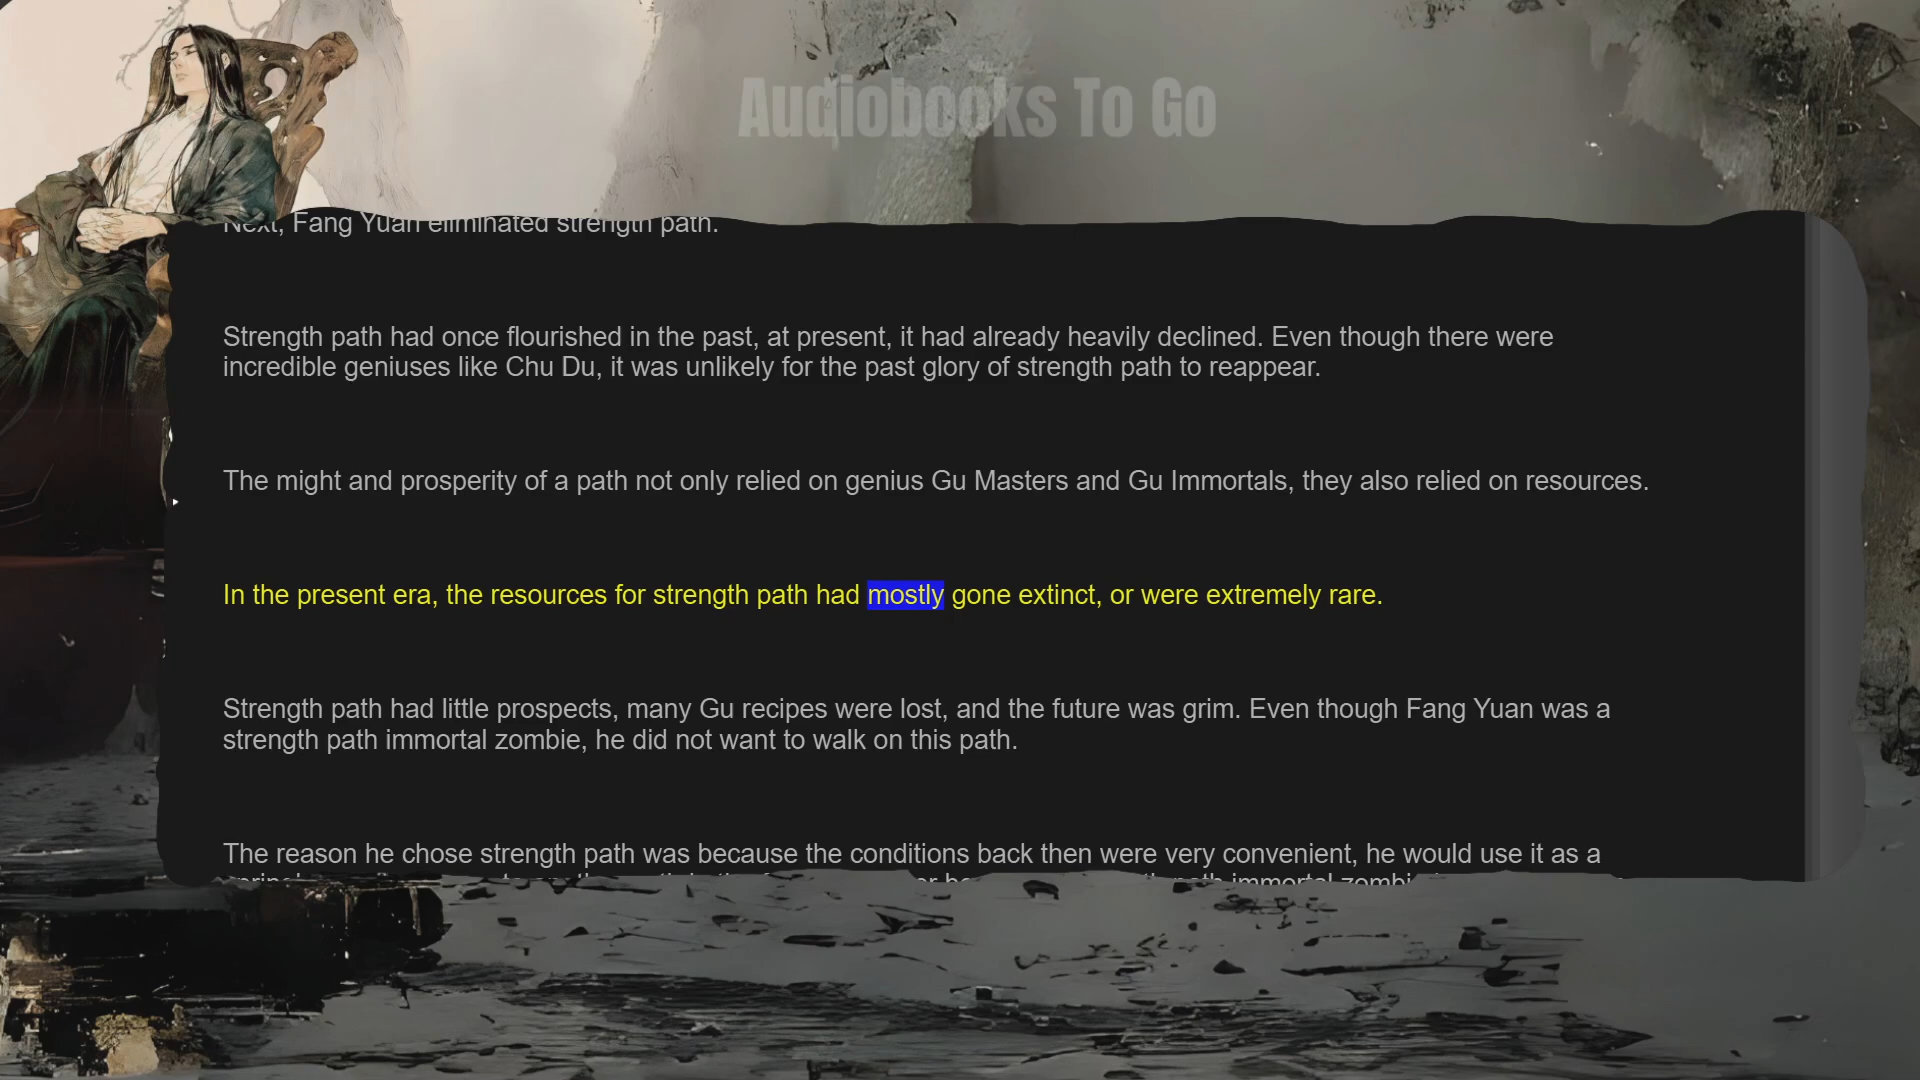 Audiobooks To Go
Next, Fang Yuan eliminated strength path.
Strength path had once flourished in the past, at present, it had already heavily declined. Even though there were
incredible geniuses like Chu Du, it was unlikely for the past glory of strength path to reappear.
The might and prosperity of a path not only relied on genius Gu Masters and Gu Immortals, they also relied on resources.
In the present era, the resources for strength path had mostly gone extinct, or were extremely rare.
Strength path had little prospects, many Gu recipes were lost, and the future was grim. Even though Fang Yuan was a
strength path immortal zombie, he did not want to walk on this path.
The reason he chose strength path was because the conditions back then were very convenient, he would use it as a
path immortal